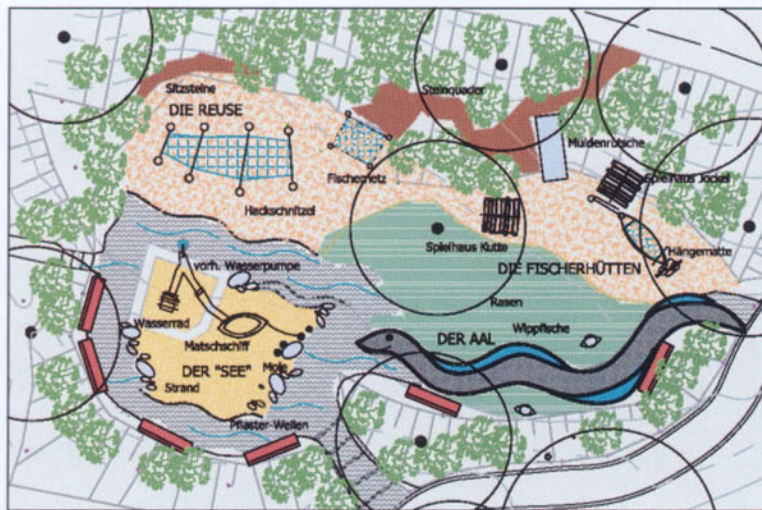 Sitzsteine
Steinquader
DIE REUSE
Muldenrutsche
Fischernetz
Spielhaus Jockel
Hackschnitzel
Hängematte
Spielhaus Kutte
DIE FISCHERHÜTTEN
vorh. Wasserpumpe
Rasen
Wasserrad
Wippfische
Matschschiff
DER AAL
Mole
DER "SEE"
Strand
Pflaster-Wellen